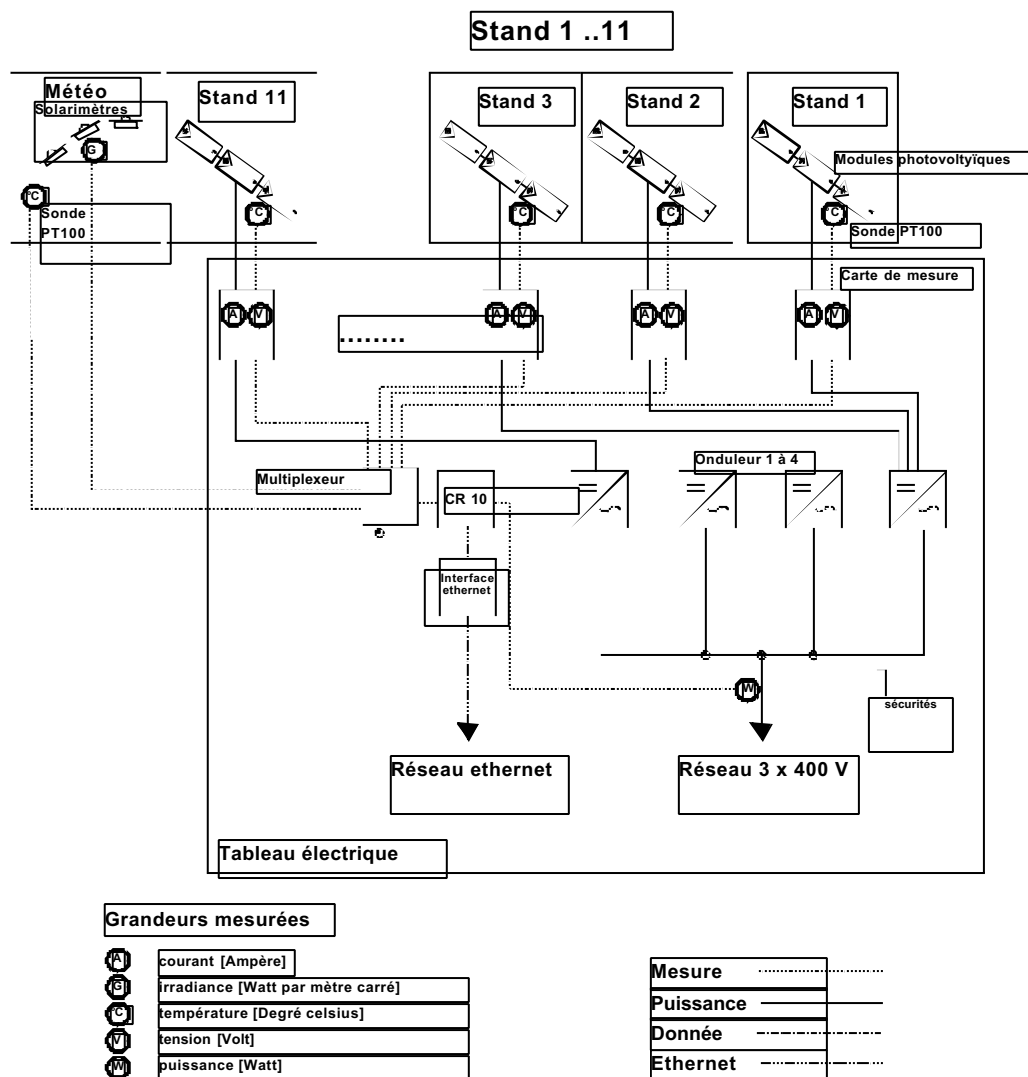 Stand 1 ..11
Météo
Solarimètres
Stand 11
Stand 3
Stand 2
Stand 1
G
Modules photovoltyïques
°C
Sonde
PT100
°C
°C
°C
°C
Sonde PT100
Carte de mesure
A V
A V
A V
A V
........
Onduleur 1 à 4
Multiplexeur
CR 10
Interface
ethernet
W
sécurités
Réseau ethernet
Réseau 3 x 400 V
Tableau électrique
Grandeurs mesurées
A courant [Ampère]
G irradiance [Watt par mètre carré]
°C température [Degré celsius]
V tension [Volt]
W puissance [Watt]
Mesure
Puissance
Donnée
Ethernet